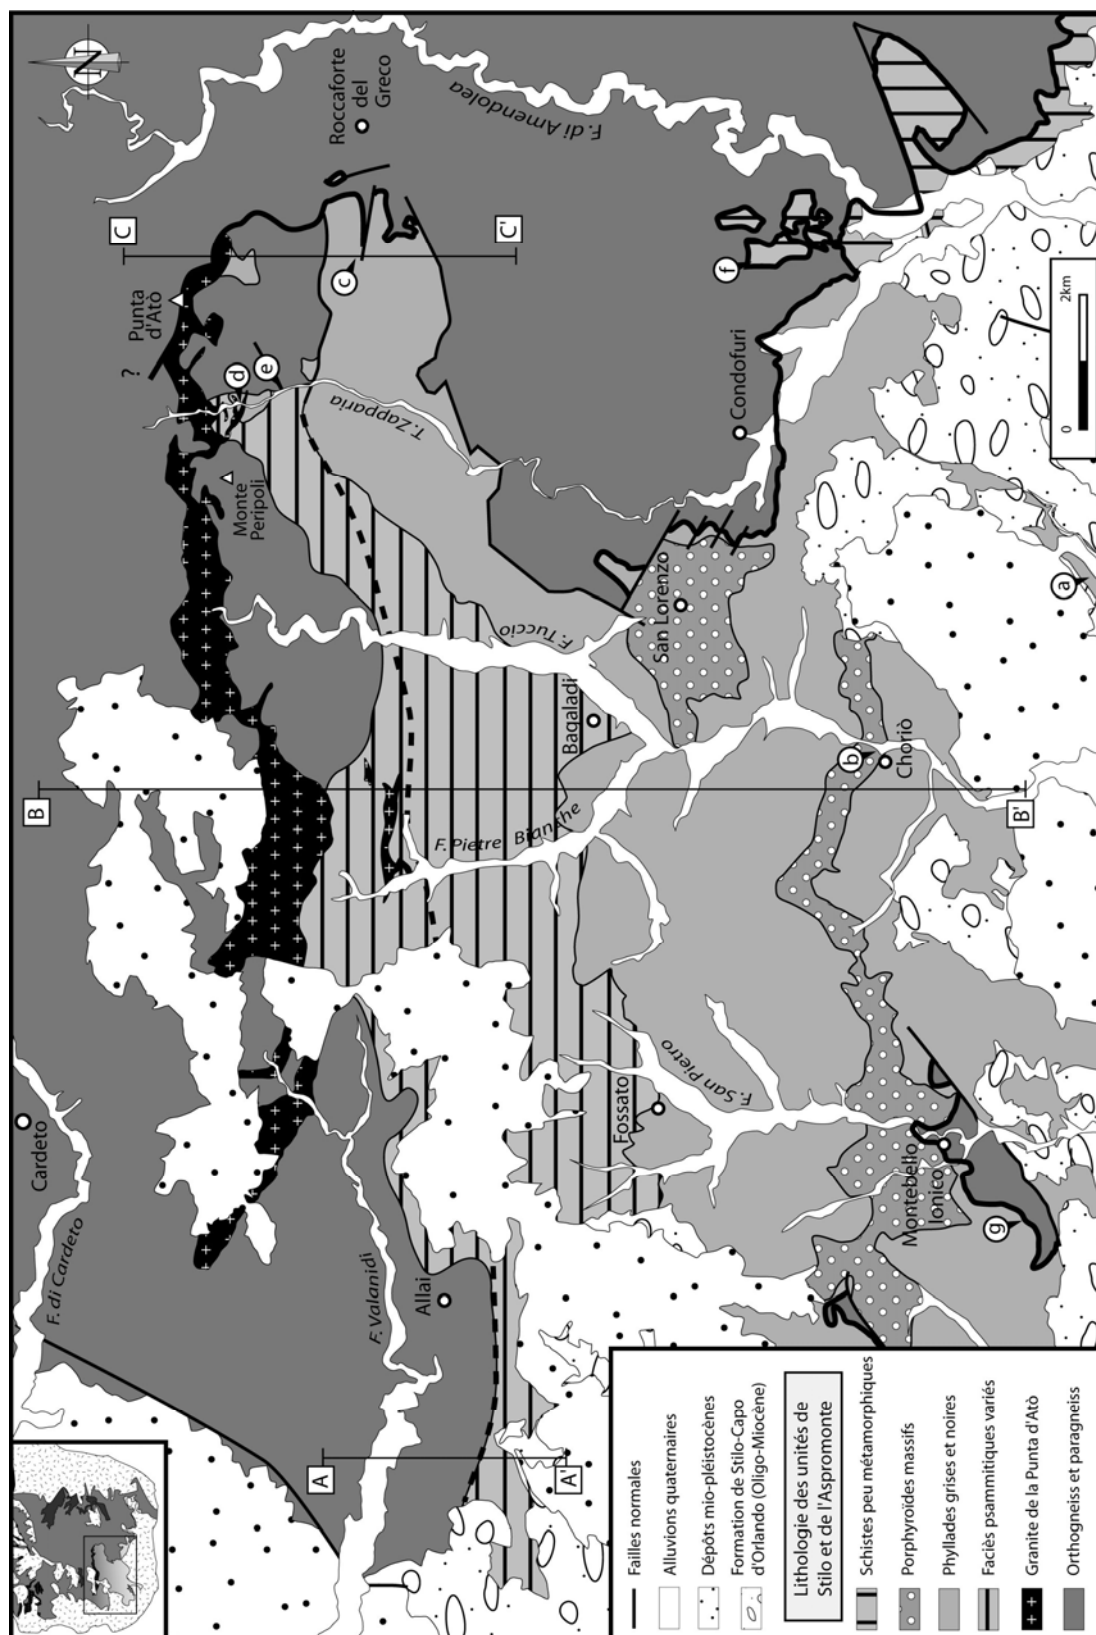 N
Cardeto
F. di Cardeto
F. Valanidi
Allai
A
A'
B
B'
C
C'
?
Punta
d'Atò
Roccaforte
del
Greco
F. di Amendolea
Monte
Peripoli
d
e
c
T. Zapparia
F. Tuccio
Bagaladi
F. Pietre Bianche
San Lorenzo
Condofuri
f
Fossato
F. San Pietro
b
Choriò
a
Montebello
Ionico
g
0
2km
Failles normales
Alluvions quaternaires
Dépôts mio-pléistocènes
Formation de Stilo-Capo
d'Orlando (Oligo-Miocène)
Lithologie des unités de
Stilo et de l'Aspromonte
Schistes peu métamorphiques
Porphyroïdes massifs
Phyllades grises et noires
Faciès psammitiques variés
Granite de la Punta d'Atò
Orthogneiss et paragneiss